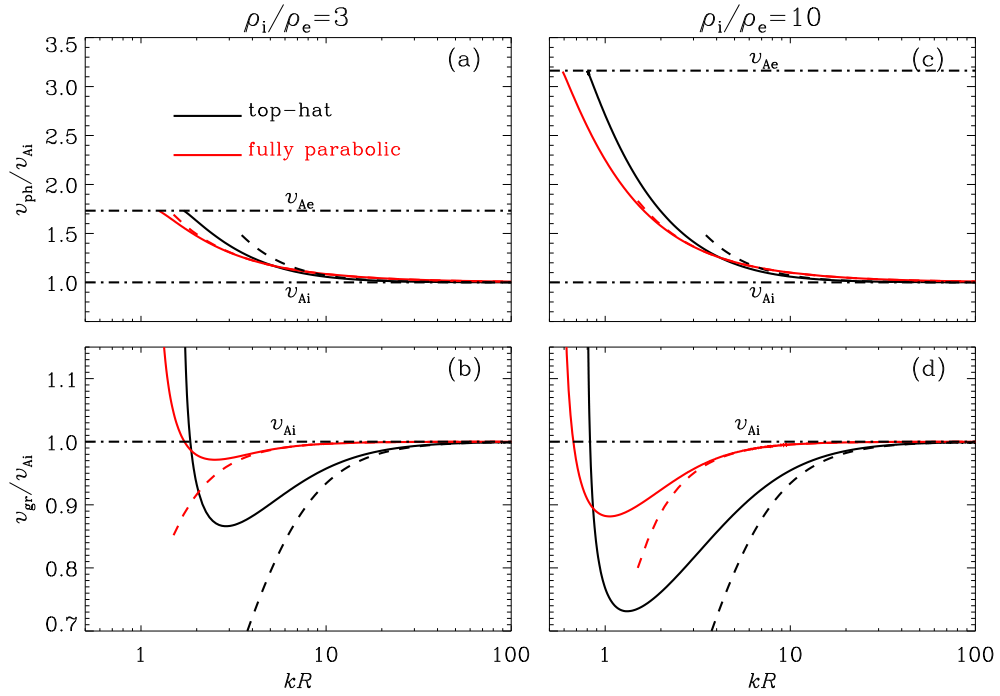 ρi/ρe=3
ρi/ρe=10
3.5
3.0
2.5
2.0
1.5
1.0
vph/vAi
(a)
top-hat
fully parabolic
vAe
vAi
(c)
vAe
vAi
1.1
1.0
0.9
0.8
0.7
vgr/vAi
(b)
vAi
(d)
vAi
1
10
100
1
10
100
kR
kR